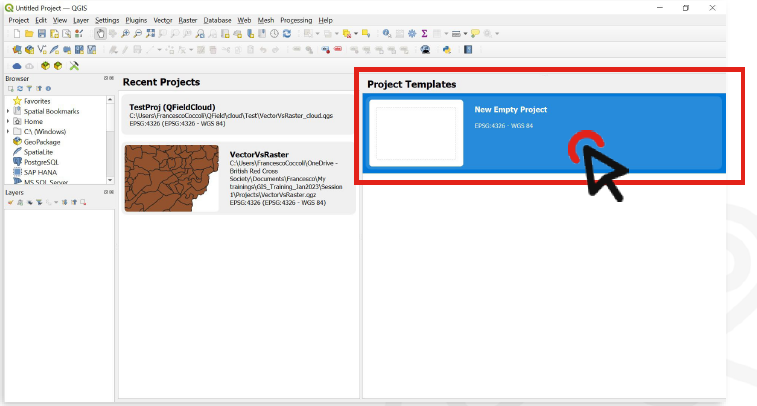 Untitled Project — QGIS
Project Edit View Layer Settings Plugins Vector Raster Database Web Mesh Processing Help
Browser
Favorites
Spatial Bookmarks
Home
C:\ (Windows)
GeoPackage
SpatiaLite
PostgreSQL
SAP HANA
MS SQL Server
Layers
Recent Projects
TestProj (QFieldCloud)
C:\Users\FrancescoCoccoli\QField\cloud\Test\VectorVsRaster_cloud.qgs
EPSG:4326 (EPSG:4326 - WGS 84)
VectorVsRaster
C:\Users\FrancescoCoccoli\OneDrive -
British Red Cross
Society\Documents\Francesco\My
trainings\GIS_Training_Jan2023\Session
1\Projects\VectorVsRaster.qgz
EPSG:4326 (EPSG:4326 - WGS 84)
Project Templates
New Empty Project
EPSG:4326 - WGS 84